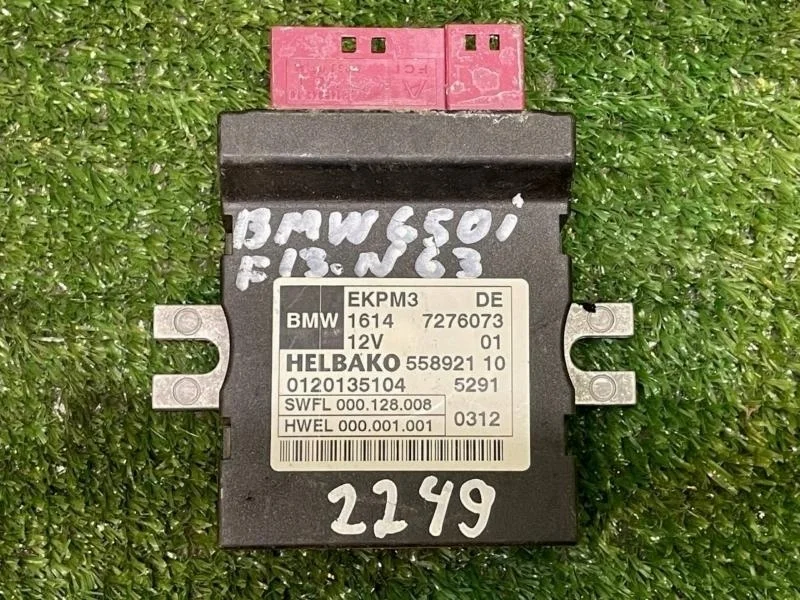 FCI
BMW 650i
F13. N63
EKPM3 DE
BMW 1614 7276073
12V 01
HELBAKO 558921 10
0120135104 5291
SWFL 000.128.008
HWEL 000.001.001 0312
2249